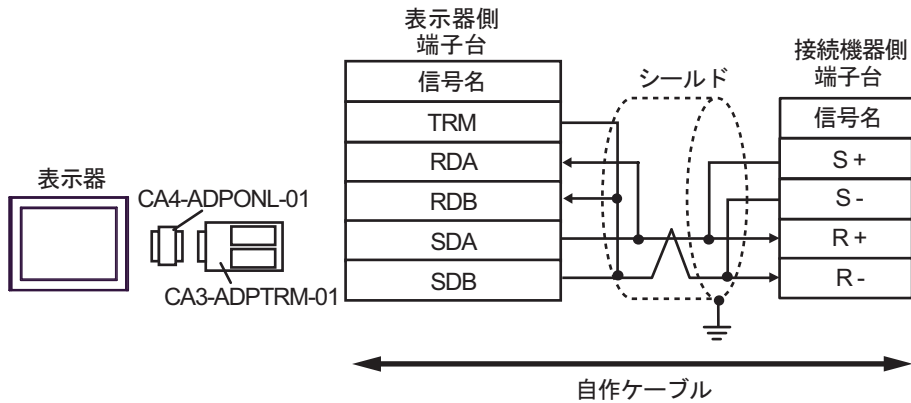 表示器
CA4-ADPONL-01
CA3-ADPTRM-01
表示器側
端子台
信号名
TRM
RDA
RDB
SDA
SDB
シールド
接続機器側
端子台
信号名
S+
S-
R+
R-
自作ケーブル